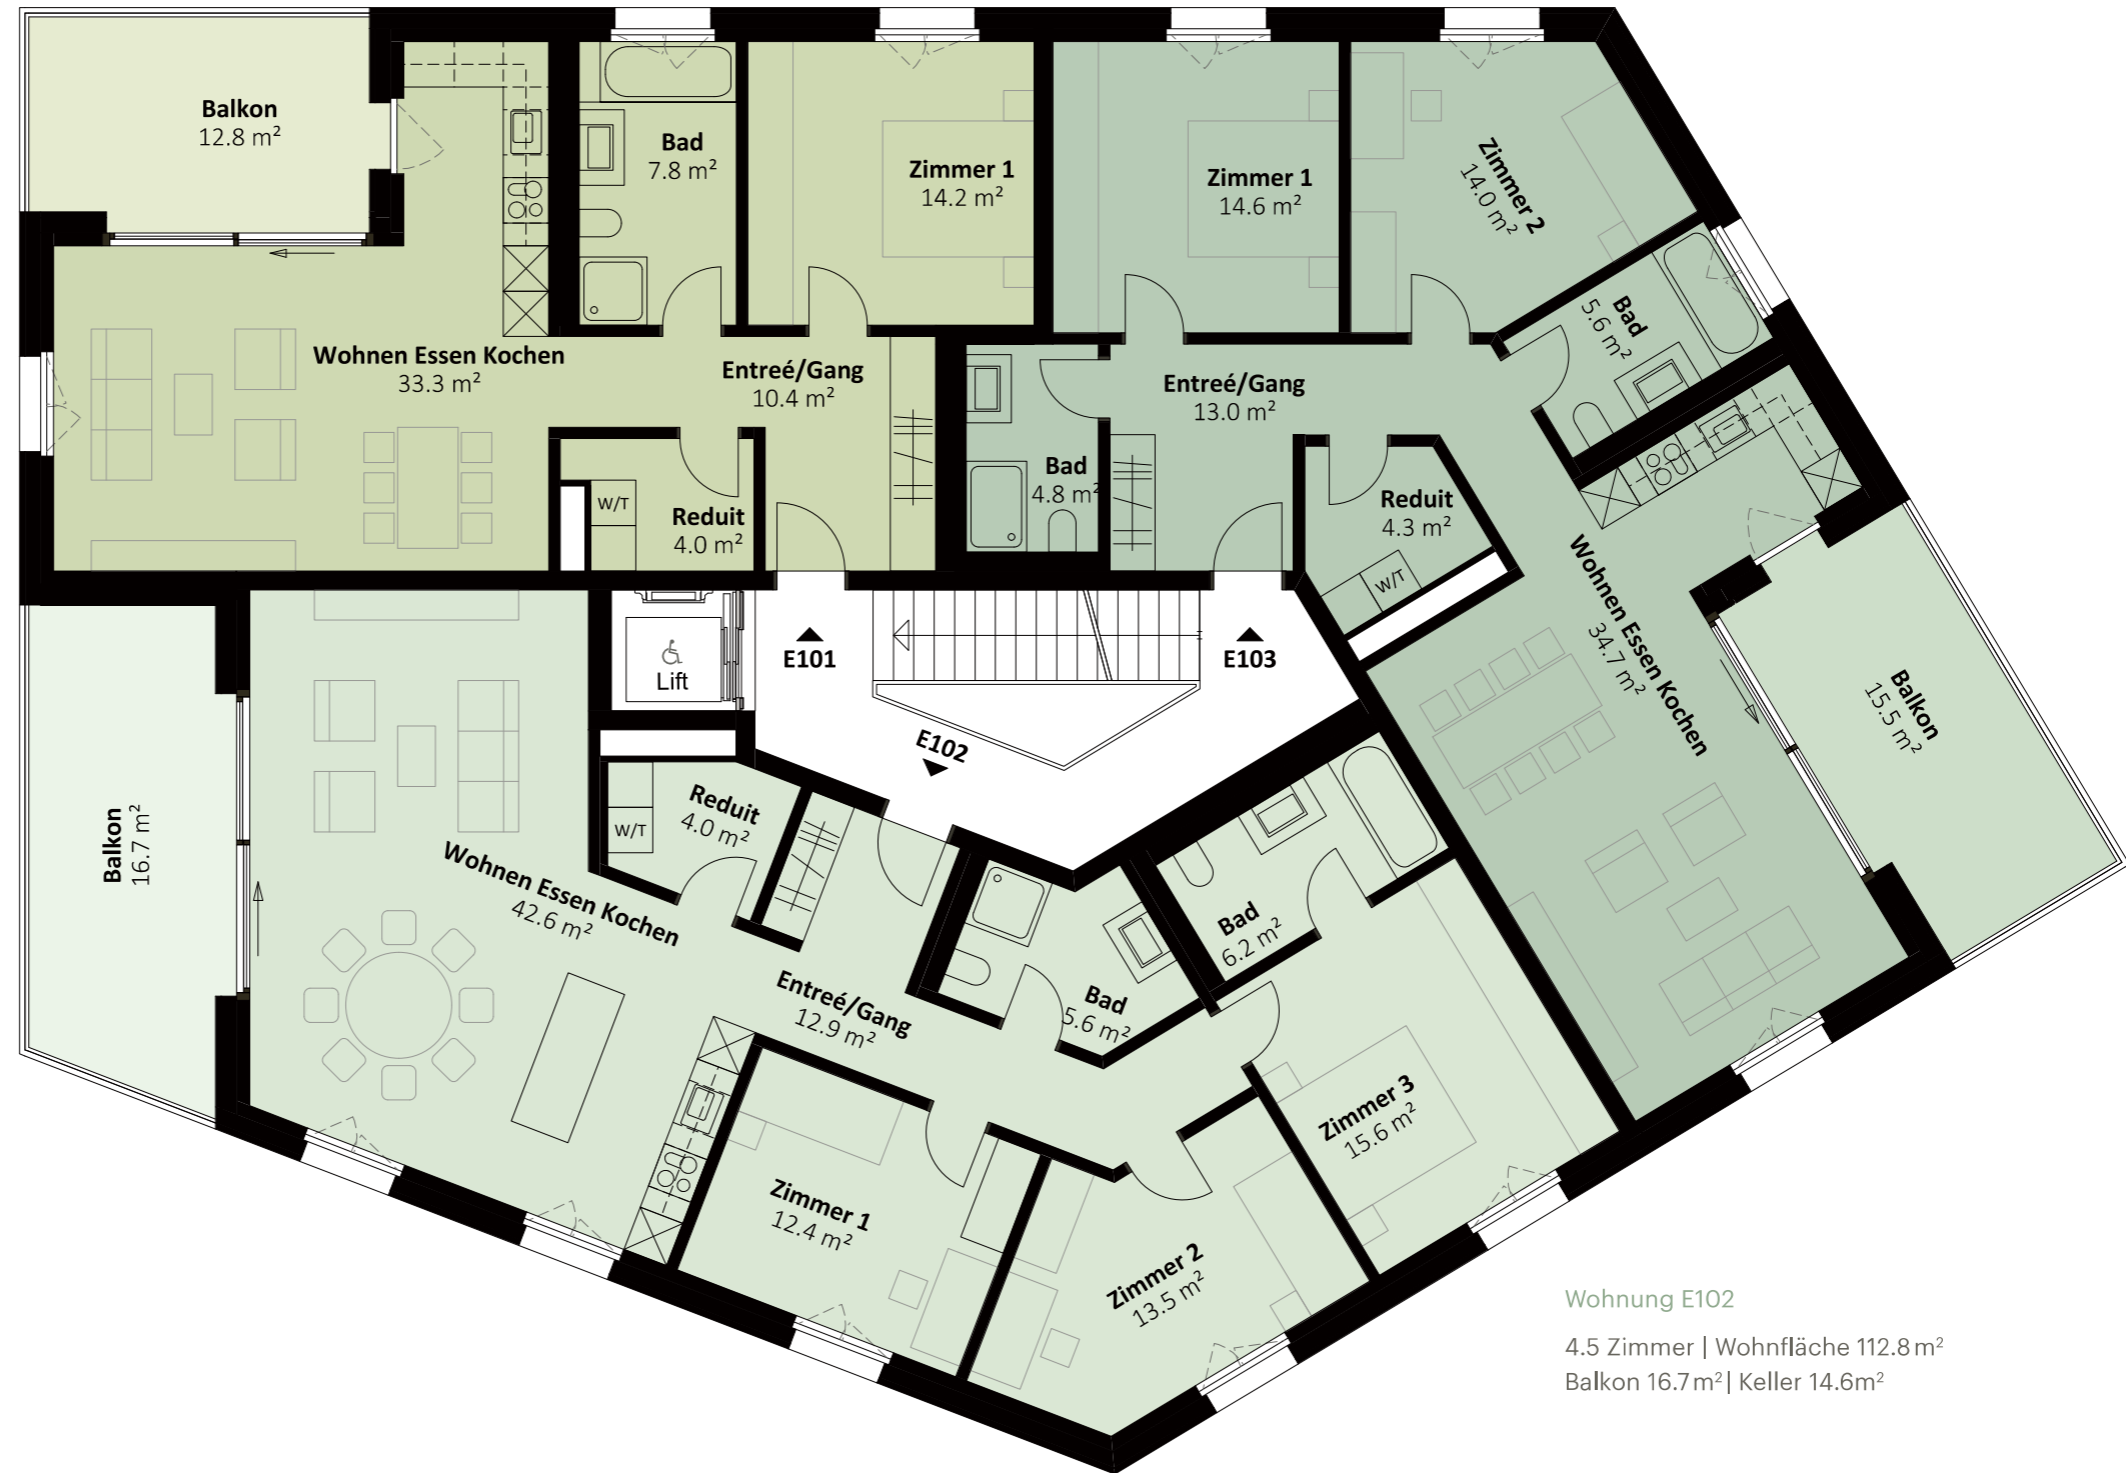 Balkon
12.8 m²
Bad
7.8 m²
Zimmer 1
14.2 m²
Zimmer 1
14.6 m²
Zimmer 2
14.0 m²
Bad
5.6 m²
Wohnen Essen Kochen
33.3 m²
Entreé/Gang
10.4 m²
Entreé/Gang
13.0 m²
Bad
4.8 m²
W/T
Reduit
4.0 m²
Reduit
4.3 m²
W/T
Wohnen Essen Kochen
34.7 m²
Balkon
15.5 m²
Lift
E101
E103
E102
Balkon
16.7 m²
Wohnen Essen Kochen
42.6 m²
W/T
Reduit
4.0 m²
Entreé/Gang
12.9 m²
Bad
5.6 m²
Bad
6.2 m²
Zimmer 1
12.4 m²
Zimmer 2
13.5 m²
Zimmer 3
15.6 m²
Wohnung E102
4.5 Zimmer | Wohnfläche 112.8 m²
Balkon 16.7 m² | Keller 14.6m²